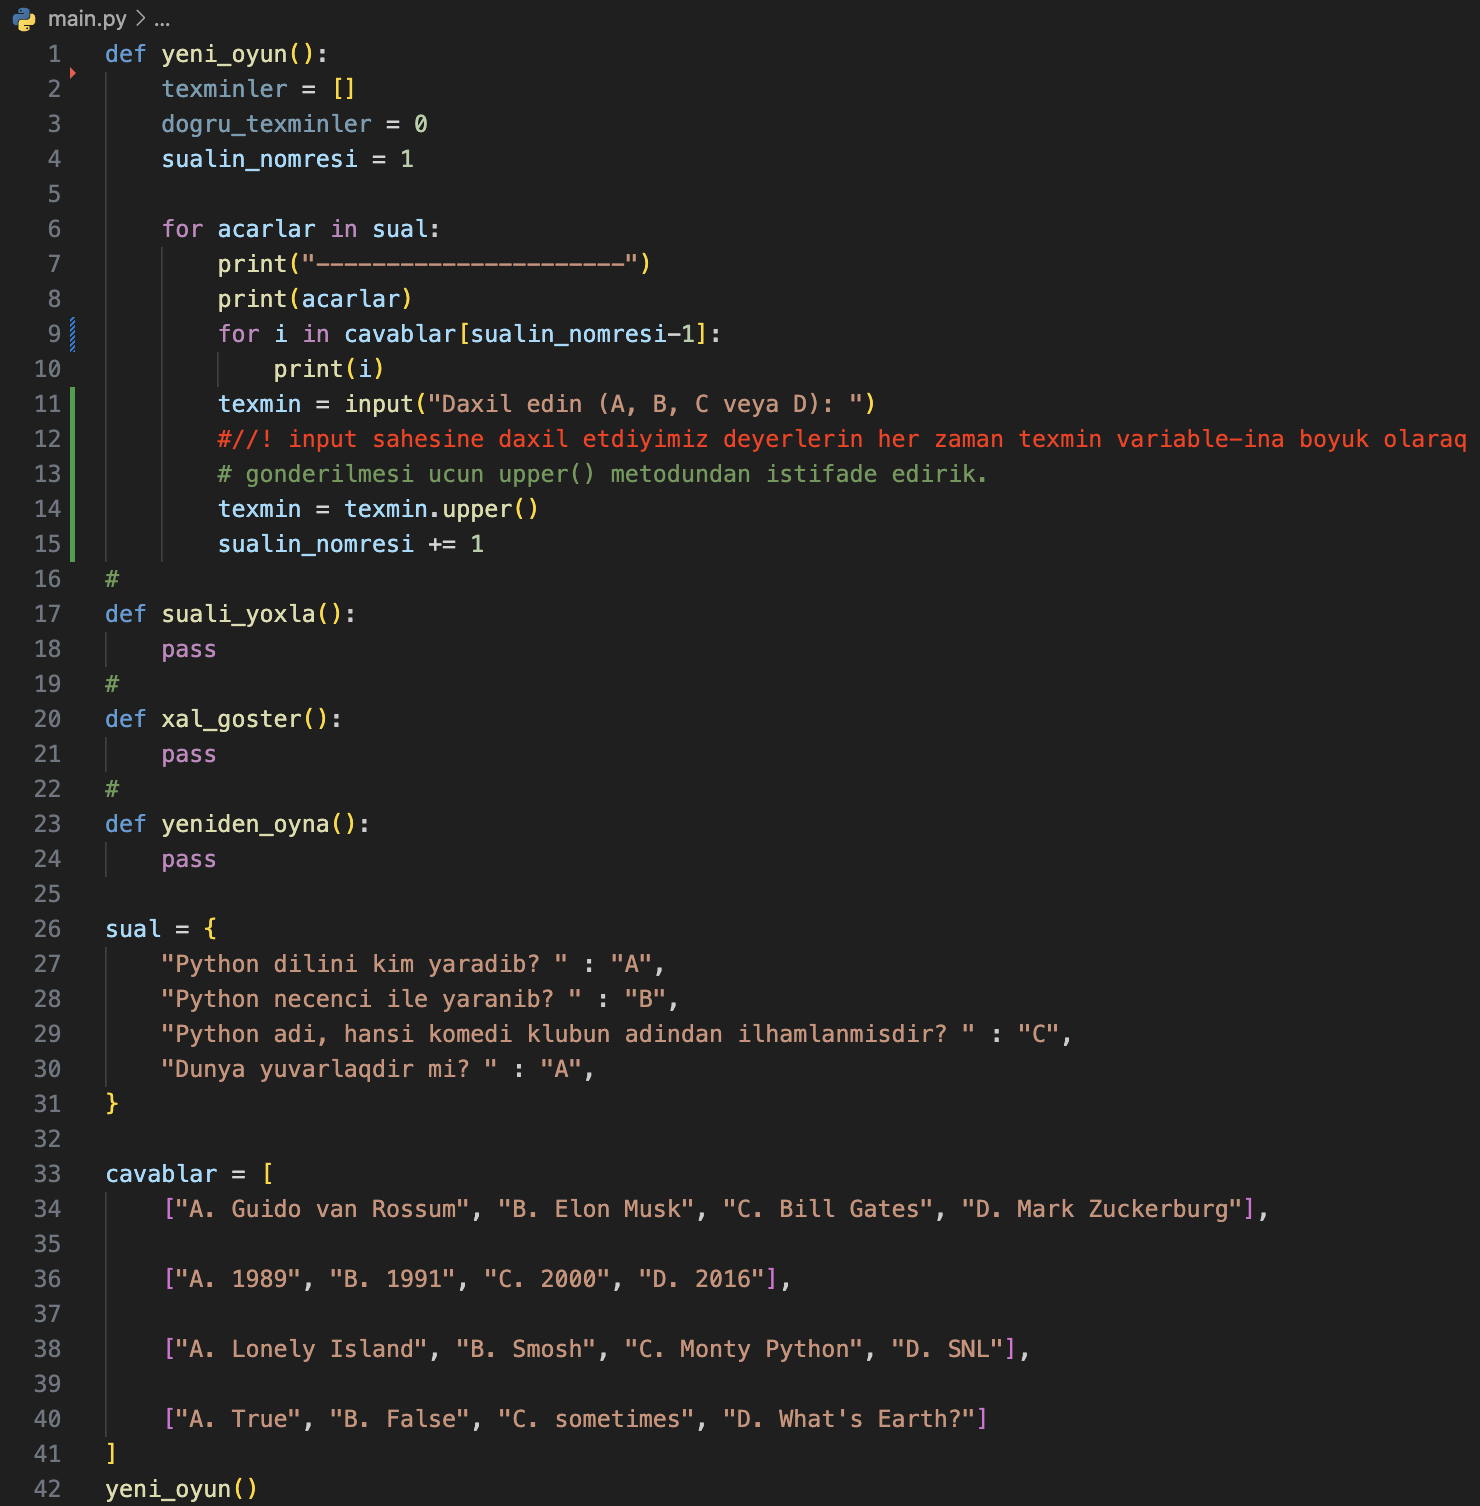 main.py > ...
1 def yeni_oyun():
2     texminler = []
3     dogru_texminler = 0
4     sualin_nomresi = 1
5
6     for acarlar in sual:
7         print("----------------------")
8         print(acarlar)
9         for i in cavablar[sualin_nomresi-1]:
10             print(i)
11         texmin = input("Daxil edin (A, B, C veya D): ")
12         #//! input sahesine daxil etdiyimiz deyerlerin her zaman texmin variable-ina boyuk olaraq
13         # gonderilmesi ucun upper() metodundan istifade edirik.
14         texmin = texmin.upper()
15         sualin_nomresi += 1
16 #
17 def suali_yoxla():
18     pass
19 #
20 def xal_goster():
21     pass
22 #
23 def yeniden_oyna():
24     pass
25
26 sual = {
27     "Python dilini kim yaradib? " : "A",
28     "Python necenci ile yaranib? " : "B",
29     "Python adi, hansi komedi klubun adindan ilhamlanmisdir? " : "C",
30     "Dunya yuvarlaqdir mi? " : "A",
31 }
32
33 cavablar = [
34     ["A. Guido van Rossum", "B. Elon Musk", "C. Bill Gates", "D. Mark Zuckerburg"],
35
36     ["A. 1989", "B. 1991", "C. 2000", "D. 2016"],
37
38     ["A. Lonely Island", "B. Smosh", "C. Monty Python", "D. SNL"],
39
40     ["A. True", "B. False", "C. sometimes", "D. What's Earth?"]
41 ]
42 yeni_oyun()